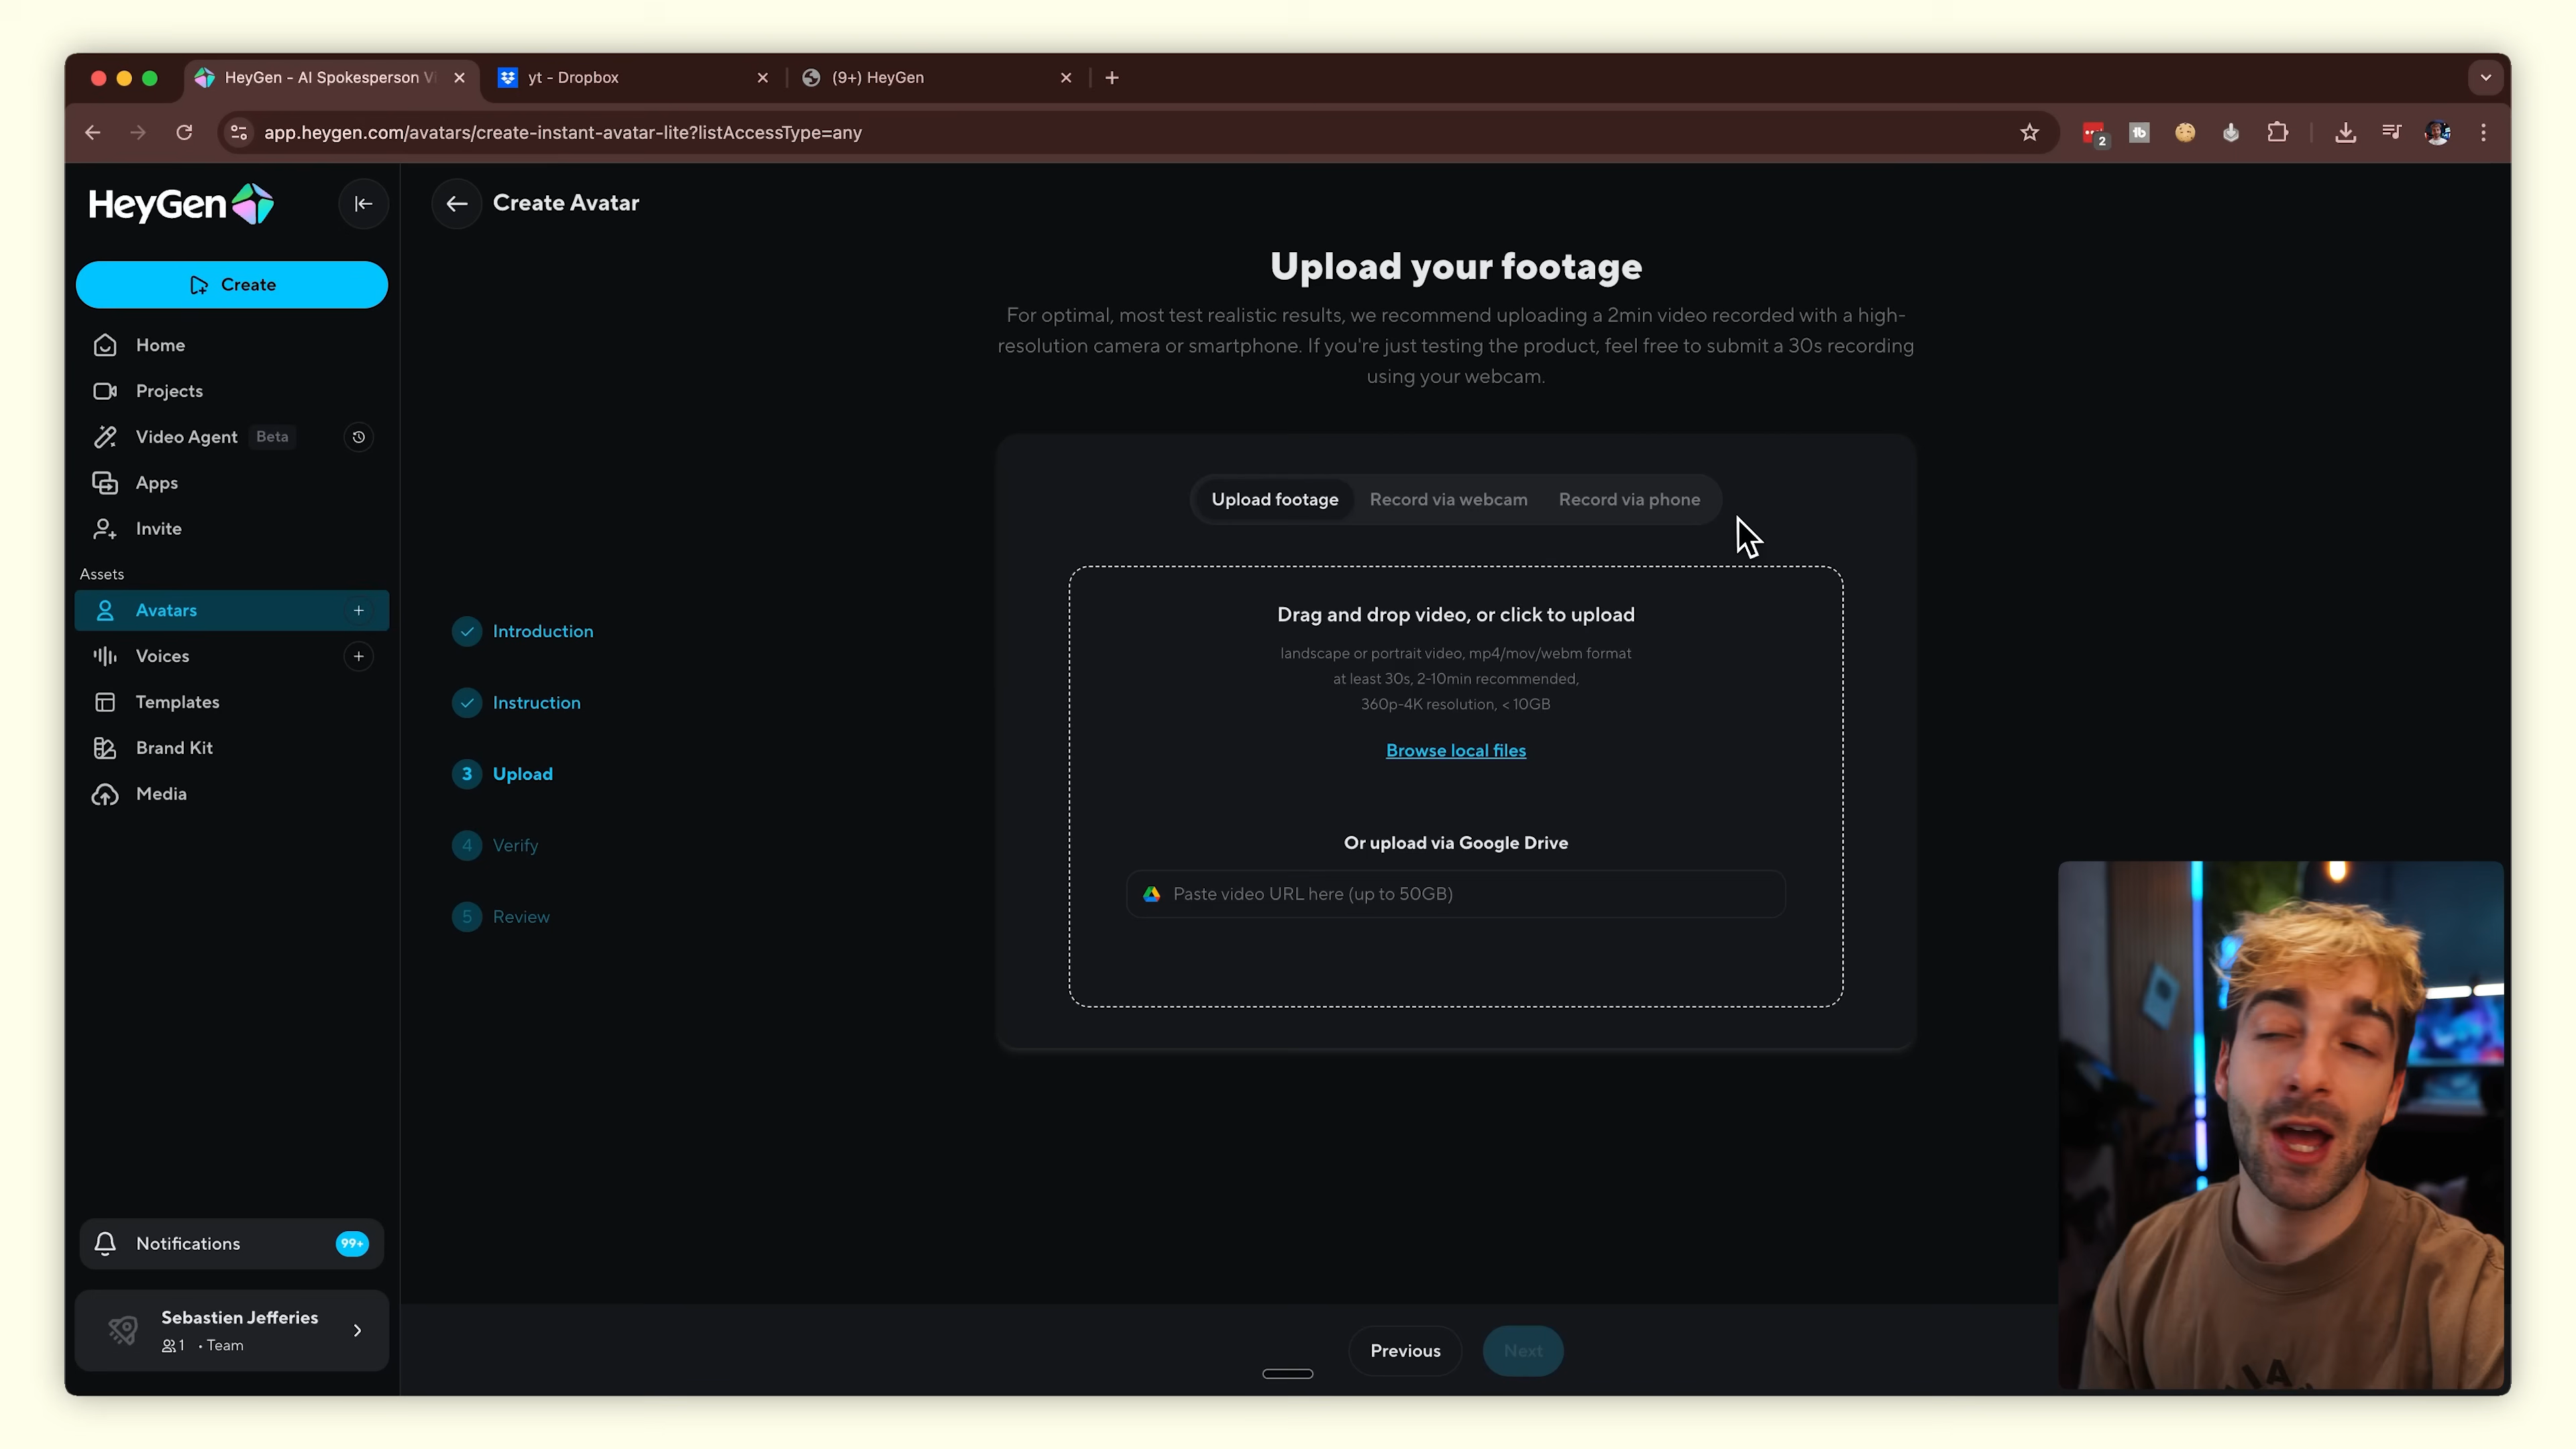 HeyGen - AI Spokesperson Vi
yt - Dropbox
(9+) HeyGen
app.heygen.com/avatars/create-instant-avatar-lite?listAccessType=any
2
HeyGen
Create
Home
Projects
Video Agent Beta
Apps
Invite
Assets
Avatars
Voices
Templates
Brand Kit
Media
Notifications 99+
Sebastien Jefferies
1 • Team
Create Avatar
Introduction
Instruction
3 Upload
4 Verify
5 Review
Upload your footage
For optimal, most test realistic results, we recommend uploading a 2min video recorded with a high-
resolution camera or smartphone. If you're just testing the product, feel free to submit a 30s recording
using your webcam.
Upload footage Record via webcam Record via phone
Drag and drop video, or click to upload
landscape or portrait video, mp4/mov/webm format
at least 30s, 2-10min recommended,
360p-4K resolution, < 10GB
Browse local files
Or upload via Google Drive
Paste video URL here (up to 50GB)
Previous Next